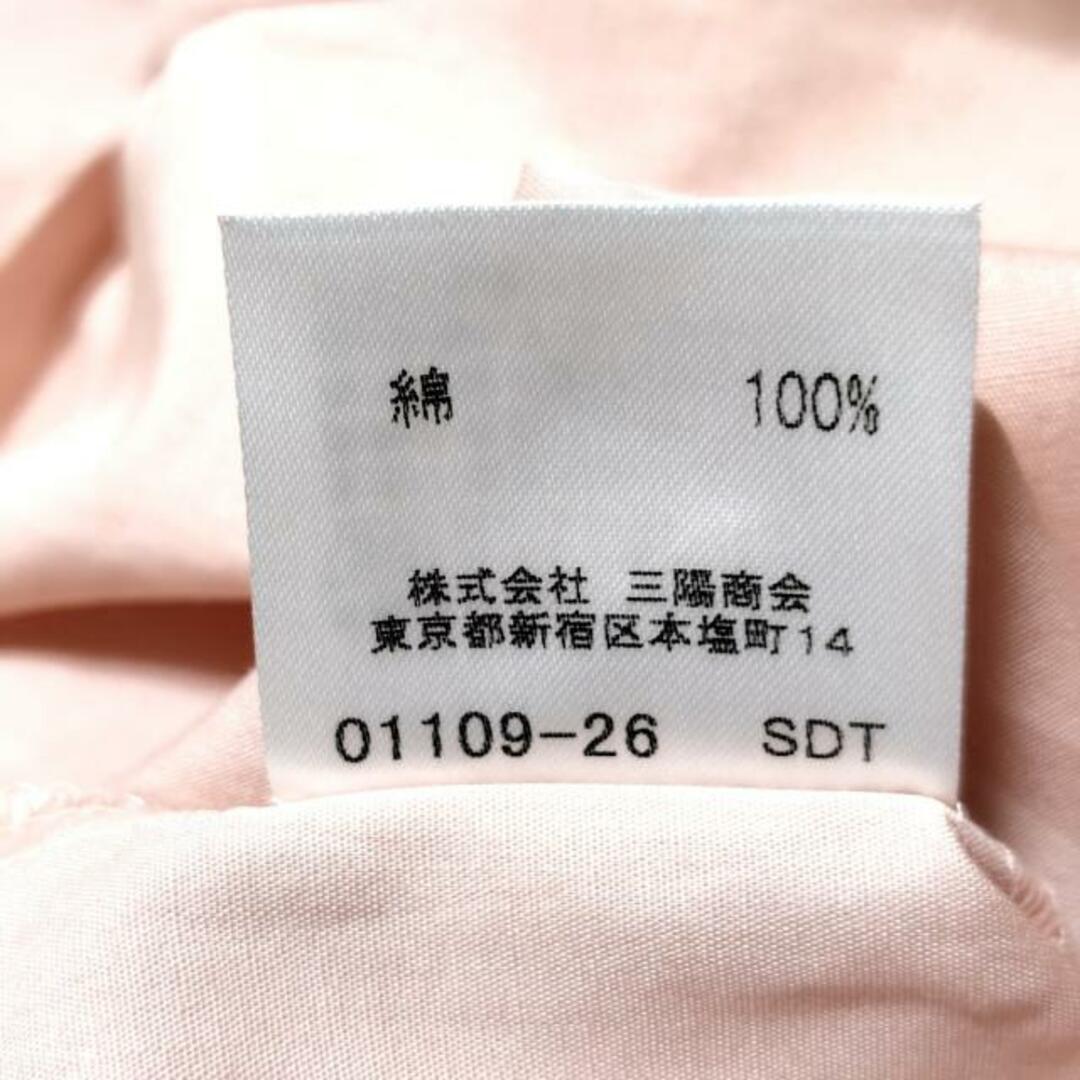 綿 100%
株式会社 三陽商会
東京都新宿区本塩町14
01109-26 SDT